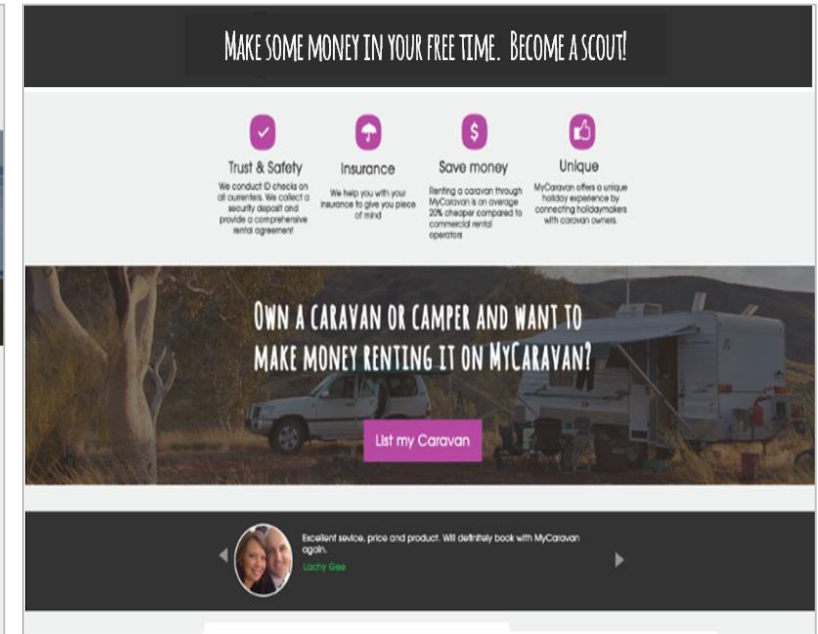 MAKE SOME MONEY IN YOUR FREE TIME. BECOME A SCOUT!
Trust & Safety
We conduct ID checks on
all ourrenters. We collect a
security deposit and
provide a comprehensive
rental agreement
Insurance
We help you with your
insurance to give you piece
of mind
Save money
Renting a caravan through
MyCaravan is on average
20% cheaper compared to
commercial rental
operators
Unique
MyCaravan offers a unique
holiday experience by
connecting holidaymakers
with caravan owners.
OWN A CARAVAN OR CAMPER AND WANT TO
MAKE MONEY RENTING IT ON MYCARAVAN?
List my Caravan
Excellent sevice, price and product. Will definitely book with MyCaravan
again.
Lachy Gee